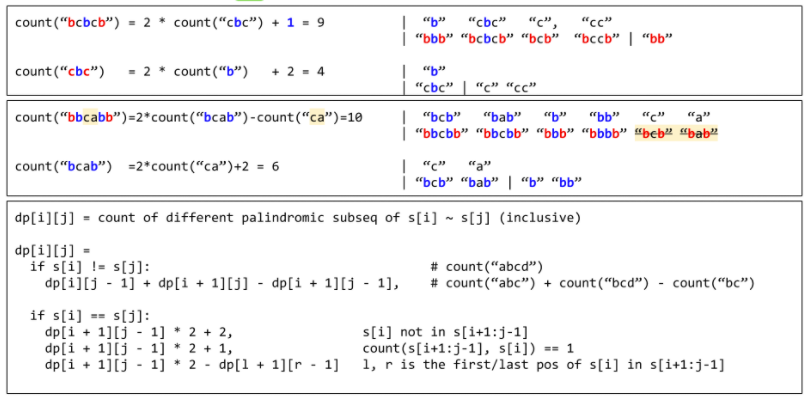 count("bcbcb") = 2 * count("cbc") + 1 = 9 | "b" "cbc" "c", "cc"
| "bbb" "bcbcb" "bcb" "bccb" | "bb"
count("cbc") = 2 * count("b") + 2 = 4 | "b"
| "cbc" | "c" "cc"
count("bbcabb")=2*count("bcab")-count("ca")=10 | "bcb" "bab" "b" "bb" "c" "a"
| "bbcbb" "bbcbb" "bbb" "bbbb" "bcb" "bab"
count("bcab") =2*count("ca")+2 = 6 | "c" "a"
| "bcb" "bab" | "b" "bb"
dp[i][j] = count of different palindromic subseq of s[i] ~ s[j] (inclusive)
dp[i][j] =
if s[i] != s[j]: # count("abcd")
dp[i][j - 1] + dp[i + 1][j] - dp[i + 1][j - 1], # count("abc") + count("bcd") - count("bc")
if s[i] == s[j]:
dp[i + 1][j - 1] * 2 + 2, s[i] not in s[i+1:j-1]
dp[i + 1][j - 1] * 2 + 1, count(s[i+1:j-1], s[i]) == 1
dp[i + 1][j - 1] * 2 - dp[l + 1][r - 1] l, r is the first/last pos of s[i] in s[i+1:j-1]